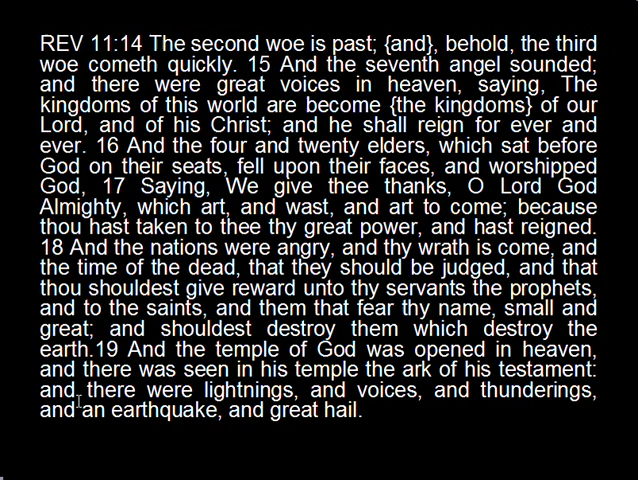 REV 11:14 The second woe is past; {and}, behold, the third
woe cometh quickly. 15 And the seventh angel sounded;
and there were great voices in heaven, saying, The
kingdoms of this world are become {the kingdoms} of our
Lord, and of his Christ; and he shall reign for ever and
ever. 16 And the four and twenty elders, which sat before
God on their seats, fell upon their faces, and worshipped
God, 17 Saying, We give thee thanks, O Lord God
Almighty, which art, and wast, and art to come; because
thou hast taken to thee thy great power, and hast reigned.
18 And the nations were angry, and thy wrath is come, and
the time of the dead, that they should be judged, and that
thou shouldest give reward unto thy servants the prophets,
and to the saints, and them that fear thy name, small and
great; and shouldest destroy them which destroy the
earth.19 And the temple of God was opened in heaven,
and there was seen in his temple the ark of his testament:
and there were lightnings, and voices, and thunderings,
and an earthquake, and great hail.